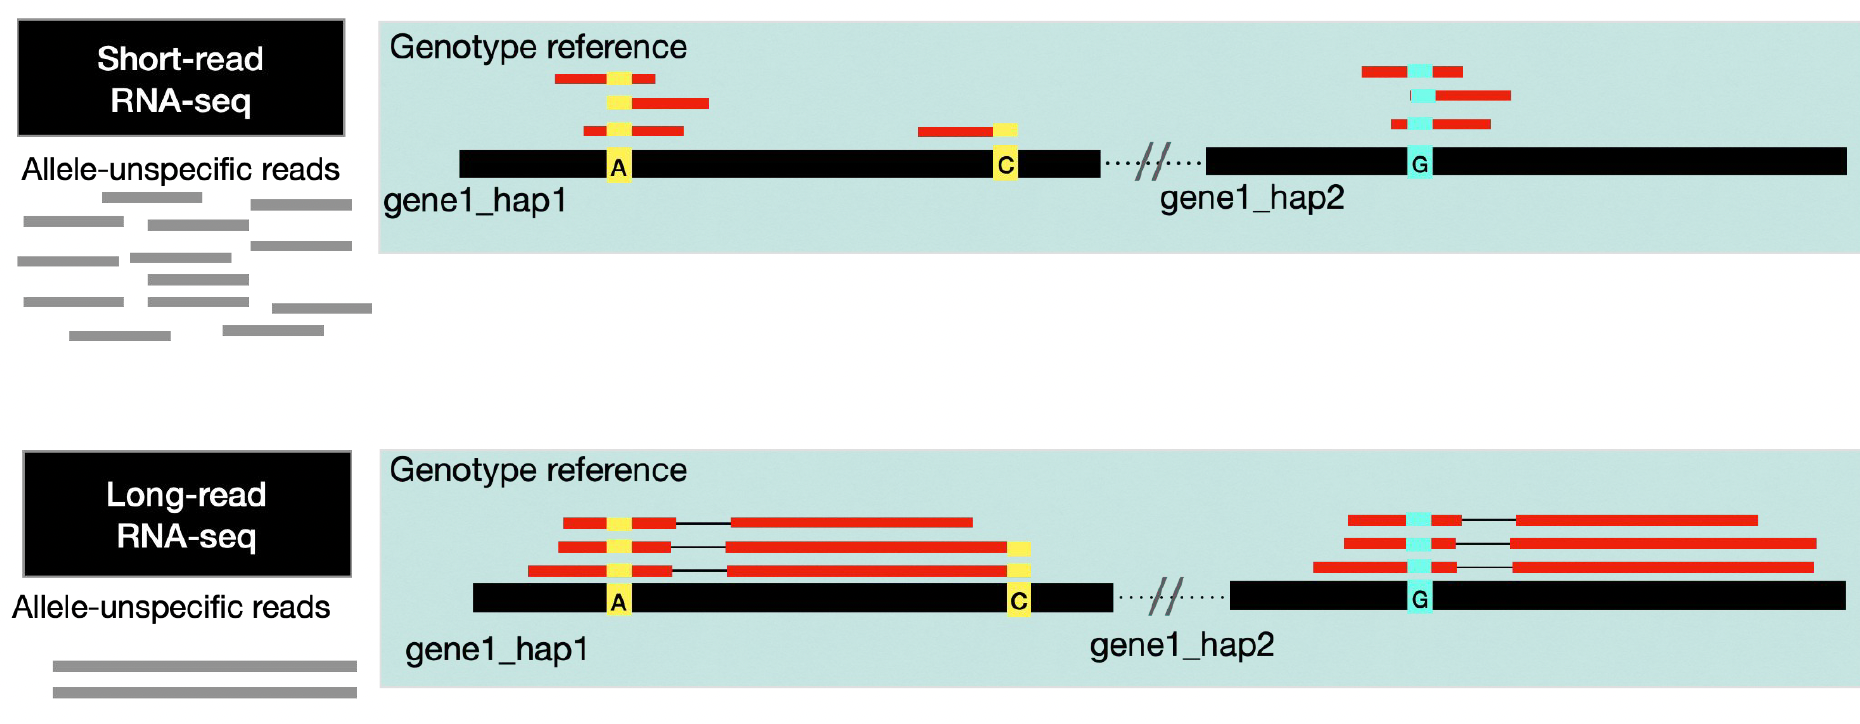 Short-read
RNA-seq
Allele-unspecific reads
Genotype reference
A
C
G
gene1_hap1
gene1_hap2
Long-read
RNA-seq
Allele-unspecific reads
Genotype reference
A
C
G
gene1_hap1
gene1_hap2